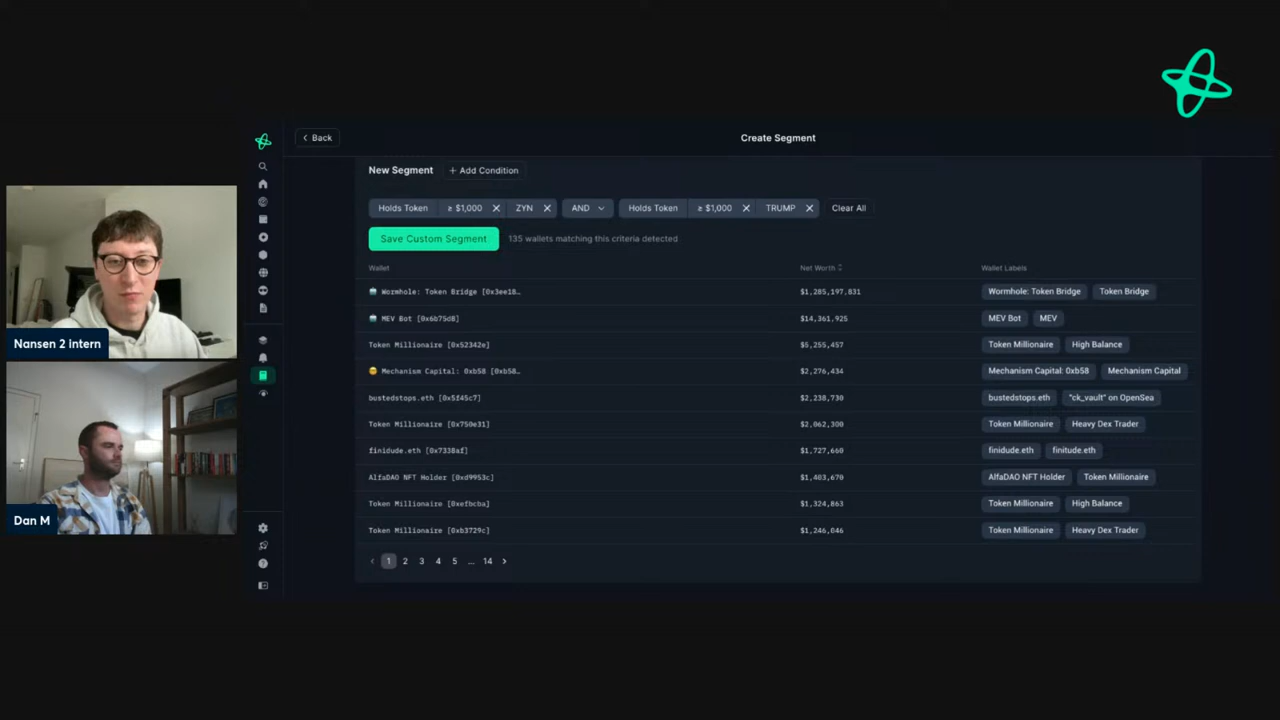 Back
Create Segment
New Segment + Add Condition
Holds Token ≥ $1,000 ZYN AND Holds Token ≥ $1,000 TRUMP Clear All
Save Custom Segment 135 wallets matching this criteria detected
Wallet Net Worth Wallet Labels
Wormhole: Token Bridge [0x3ee18… $1,285,197,831 Wormhole: Token Bridge Token Bridge
MEV Bot [0x6b75d8] $14,361,925 MEV Bot MEV
Token Millionaire [0x52342e] $5,255,457 Token Millionaire High Balance
Mechanism Capital: 0xb58 [0xb58… $2,276,434 Mechanism Capital: 0xb58 Mechanism Capital
bustedstops.eth [0x5f45c7] $2,238,730 bustedstops.eth "ck_vault" on OpenSea
Token Millionaire [0x750e31] $2,062,300 Token Millionaire Heavy Dex Trader
finidude.eth [0x7338af] $1,727,660 finidude.eth finitude.eth
AlfaDAO NFT Holder [0xd9953c] $1,403,670 AlfaDAO NFT Holder Token Millionaire
Token Millionaire [0xefbcba] $1,324,863 Token Millionaire High Balance
Token Millionaire [0xb3729c] $1,246,046 Token Millionaire Heavy Dex Trader
1 2 3 4 5 … 14
Nansen 2 Intern
Dan M